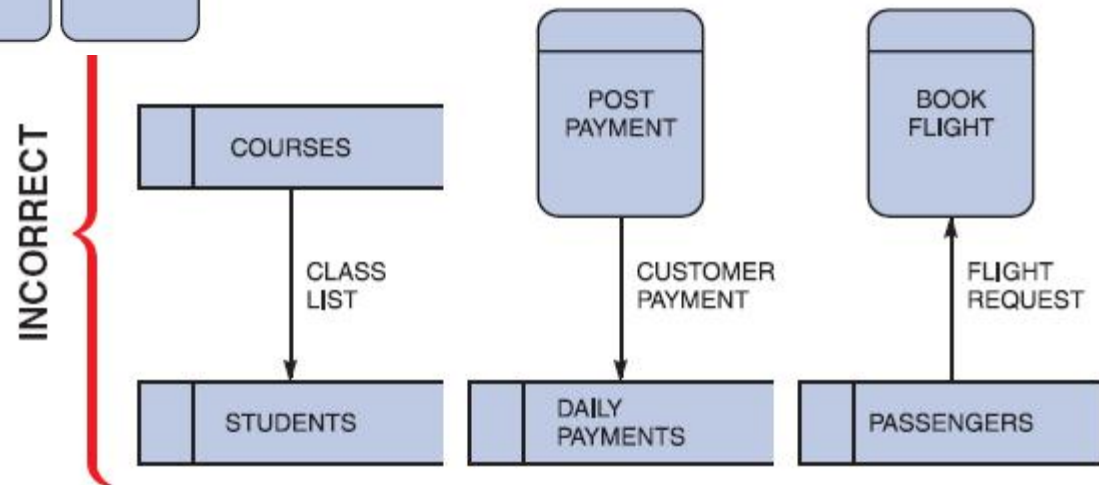 INCORRECT
COURSES
CLASS
LIST
STUDENTS
POST
PAYMENT
CUSTOMER
PAYMENT
DAILY
PAYMENTS
BOOK
FLIGHT
FLIGHT
REQUEST
PASSENGERS